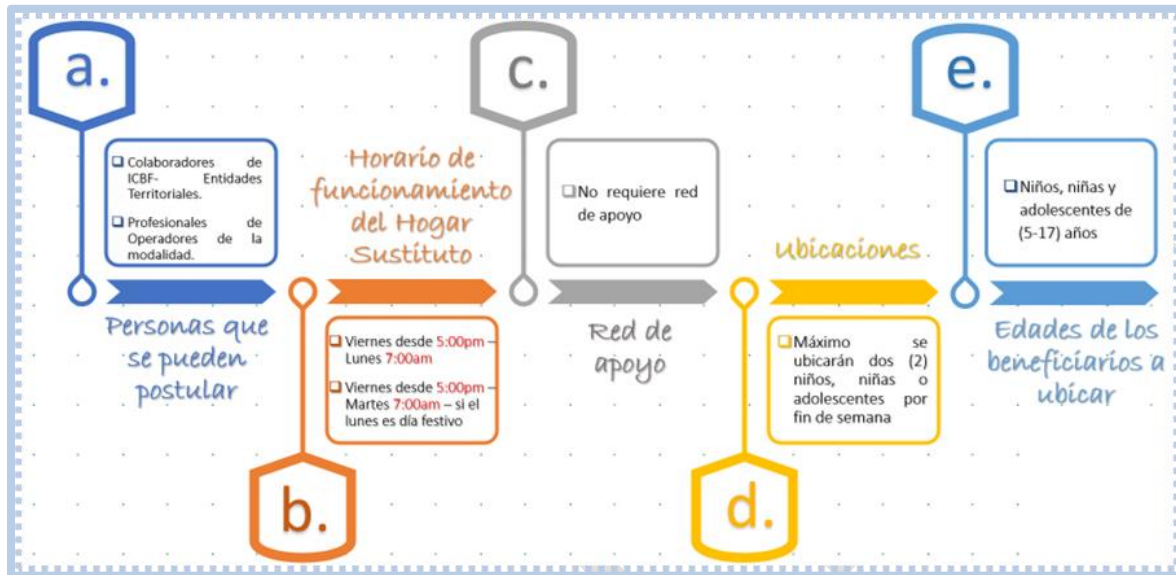 a.
❑ Colaboradores de
ICBF- Entidades
Territoriales.
❑ Profesionales de
Operadores de la
modalidad.
Personas que
se pueden
postular
b.
Horario de
funcionamiento
del Hogar
Sustituto
❑ Viernes desde 5:00pm –
Lunes 7:00am
❑ Viernes desde 5:00pm –
Martes 7:00am – si el
lunes es día festivo
c.
❑No requiere red
de apoyo
Red de
apoyo
d.
Ubicaciones
❑Máximo se
ubicarán dos (2)
niños, niñas o
adolescentes por
fin de semana
e.
❑Niños, niñas y
adolescentes de
(5-17) años
Edades de los
beneficiarios a
ubicar